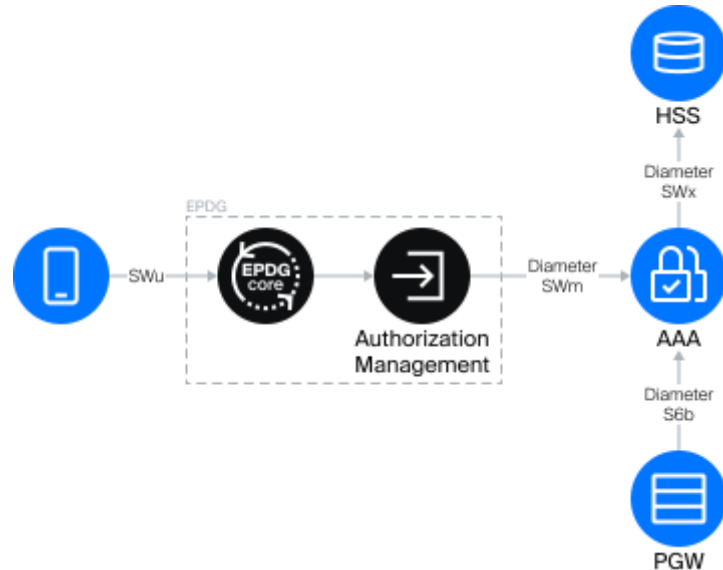 HSS
Diameter
SWx
EPDG
SWu
EPDG
core
Authorization
Management
Diameter
SWm
AAA
Diameter
S6b
PGW